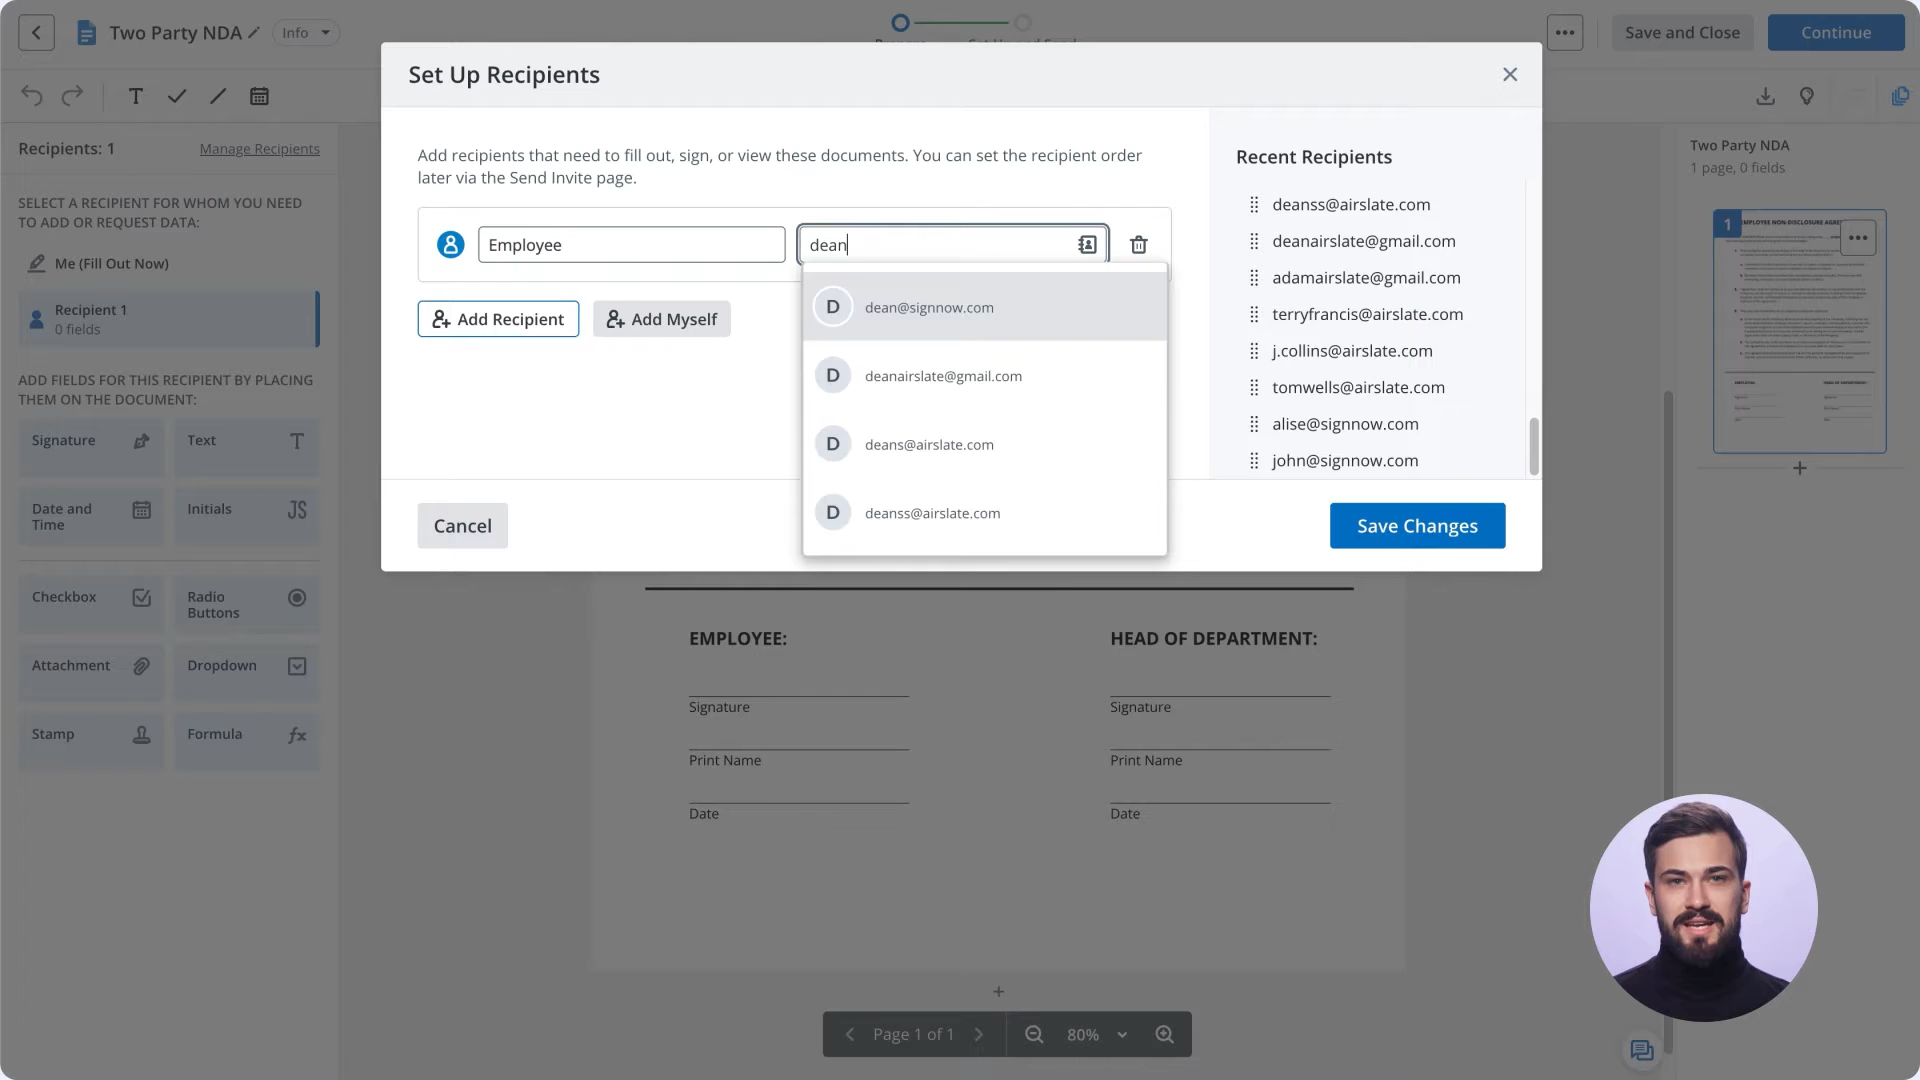 Two Party NDA
Info
Save and Close
Continue
Set Up Recipients
Recipients: 1
Manage Recipients
SELECT A RECIPIENT FOR WHOM YOU NEED
TO ADD OR REQUEST DATA:
Me (Fill Out Now)
Recipient 1
0 fields
ADD FIELDS FOR THIS RECIPIENT BY PLACING
THEM ON THE DOCUMENT:
Signature
Text
Date and
Time
Initials
Checkbox
Radio
Buttons
Attachment
Dropdown
Stamp
Formula
Add recipients that need to fill out, sign, or view these documents. You can set the recipient order
later via the Send Invite page.
Employee
dean
Add Recipient
Add Myself
D
dean@signnow.com
D
deanairslate@gmail.com
D
deans@airslate.com
D
deanss@airslate.com
Cancel
Save Changes
Recent Recipients
deanss@airslate.com
deanairslate@gmail.com
adamairslate@gmail.com
terryfrancis@airslate.com
j.collins@airslate.com
tomwells@airslate.com
alise@signnow.com
john@signnow.com
Two Party NDA
1 page, 0 fields
1
EMPLOYEE:
HEAD OF DEPARTMENT:
Signature
Signature
Print Name
Print Name
Date
Date
Page 1 of 1
80%